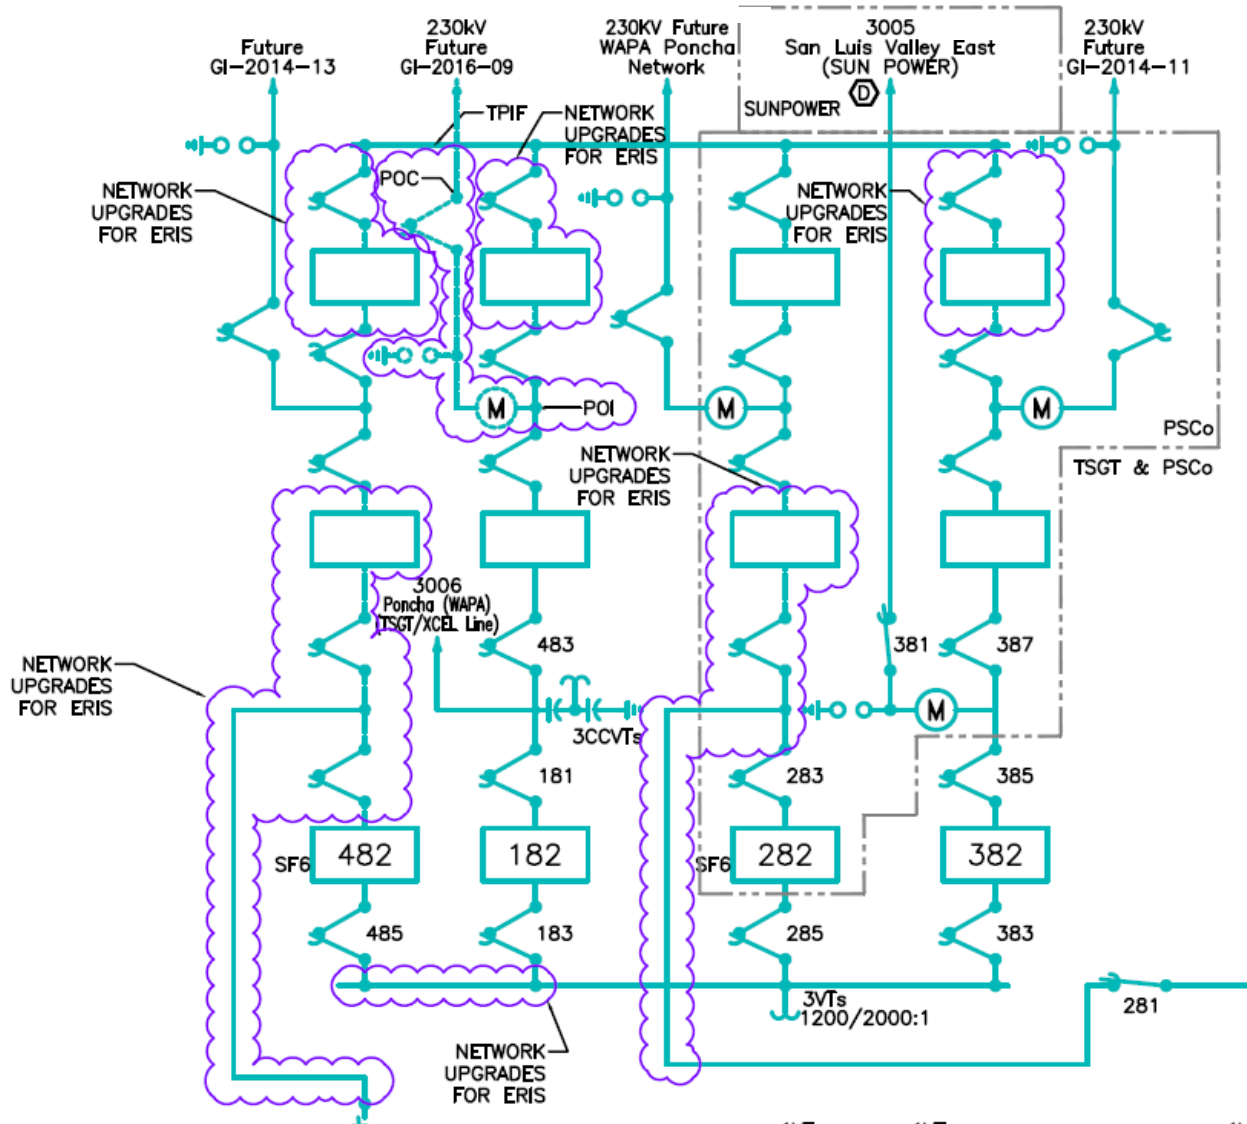 230kV
Future
GI-2016-09
Future
GI-2014-13
230KV Future
WAPA Poncha
Network
3005
San Luis Valley East
(SUN POWER)
D
230kV
Future
GI-2014-11
SUNPOWER
TPIF
NETWORK
UPGRADES
FOR ERIS
POC
NETWORK
UPGRADES
FOR ERIS
NETWORK
UPGRADES
FOR ERIS
M
POI
M
M
PSCo
TSGT & PSCo
NETWORK
UPGRADES
FOR ERIS
3006
Poncha (WAPA)
(TSGT/XCEL Line)
483
381
387
NETWORK
UPGRADES
FOR ERIS
M
3CCVTs
181
283
385
SF6
482
182
SF6
282
382
485
183
285
383
3VTs
1200/2000:1
281
NETWORK
UPGRADES
FOR ERIS